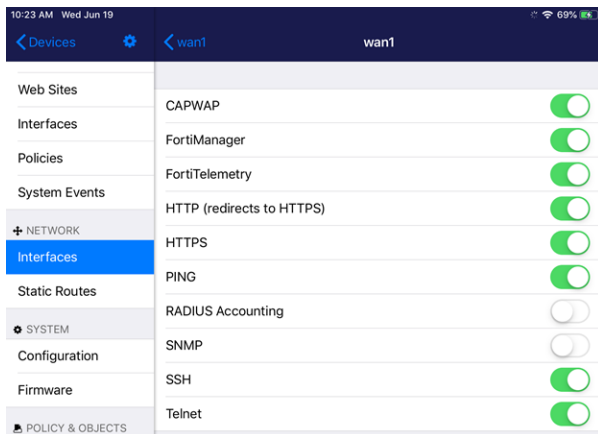 10:23 AM Wed Jun 19
69%
Devices
wan1
wan1
Web Sites
Interfaces
Policies
System Events
NETWORK
Interfaces
Static Routes
SYSTEM
Configuration
Firmware
POLICY & OBJECTS
CAPWAP
FortiManager
FortiTelemetry
HTTP (redirects to HTTPS)
HTTPS
PING
RADIUS Accounting
SNMP
SSH
Telnet